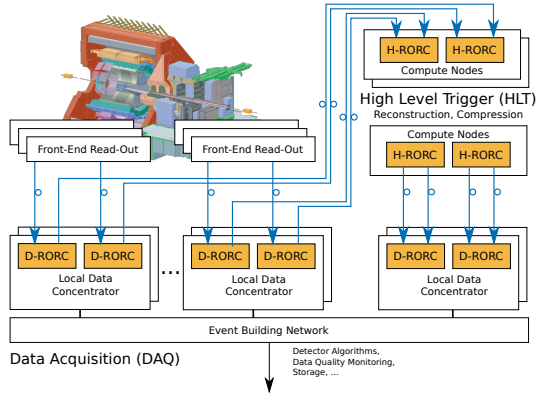 H-RORC H-RORC
Compute Nodes
High Level Trigger (HLT)
Reconstruction, Compression
Compute Nodes
H-RORC H-RORC
Front-End Read-Out
Front-End Read-Out
D-RORC D-RORC
Local Data
Concentrator
...
D-RORC D-RORC
Local Data
Concentrator
D-RORC D-RORC
Local Data
Concentrator
Event Building Network
Data Acquisition (DAQ)
Detector Algorithms,
Data Quality Monitoring,
Storage, ...